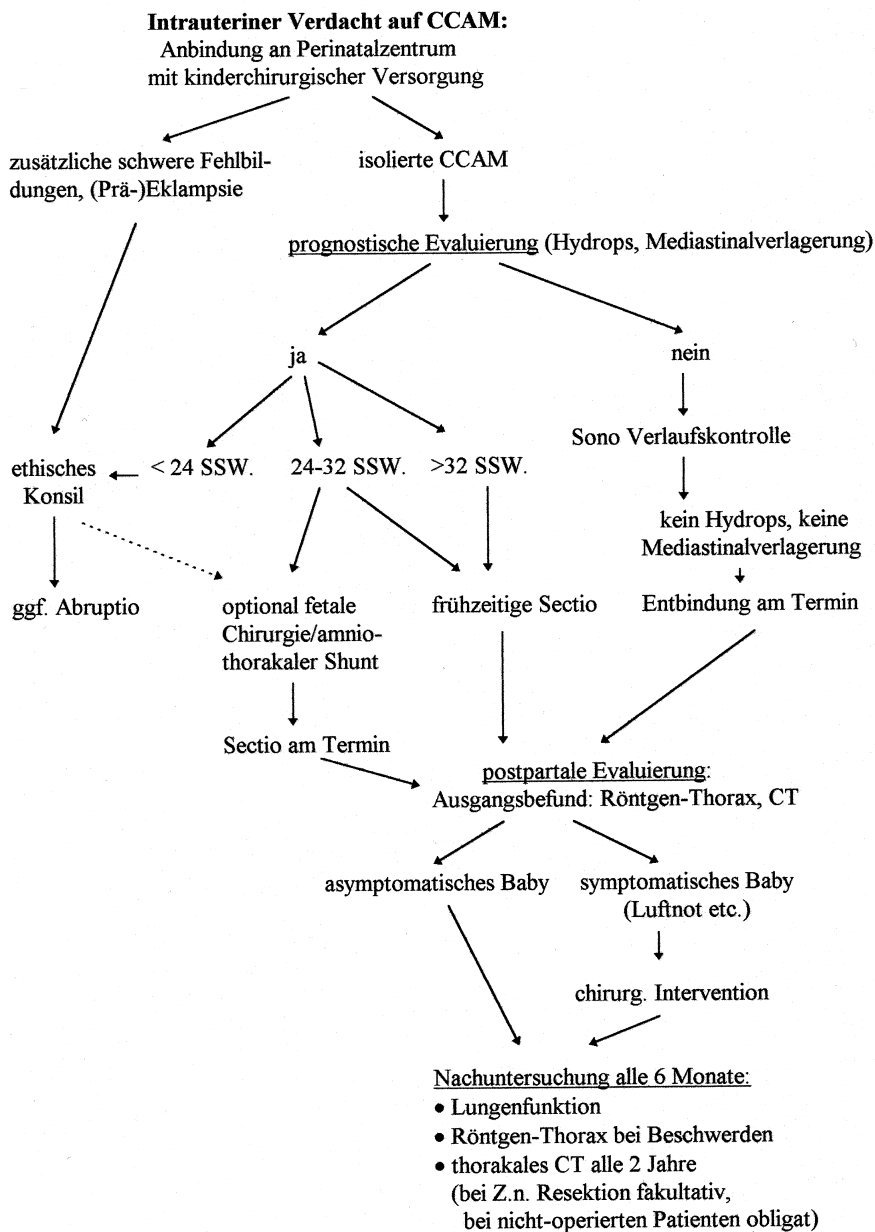 Intrauteriner Verdacht auf CCAM:
Anbindung an Perinatalzentrum
mit kinderchirurgischer Versorgung
zusätzliche schwere Fehlbil-
dungen, (Prä-)Eklampsie
isolierte CCAM
prognostische Evaluierung (Hydrops, Mediastinalverlagerung)
ja
nein
Sono Verlaufskontrolle
ethisches
Konsil
< 24 SSW.
24-32 SSW.
>32 SSW.
kein Hydrops, keine
Mediastinalverlagerung
ggf. Abruptio
optional fetale
Chirurgie/amnio-
thorakaler Shunt
frühzeitige Sectio
Entbindung am Termin
Sectio am Termin
postpartale Evaluierung:
Ausgangsbefund: Röntgen-Thorax, CT
asymptomatisches Baby
symptomatisches Baby
(Luftnot etc.)
chirurg. Intervention
Nachuntersuchung alle 6 Monate:
• Lungenfunktion
• Röntgen-Thorax bei Beschwerden
• thorakales CT alle 2 Jahre
(bei Z.n. Resektion fakultativ,
bei nicht-operierten Patienten obligat)